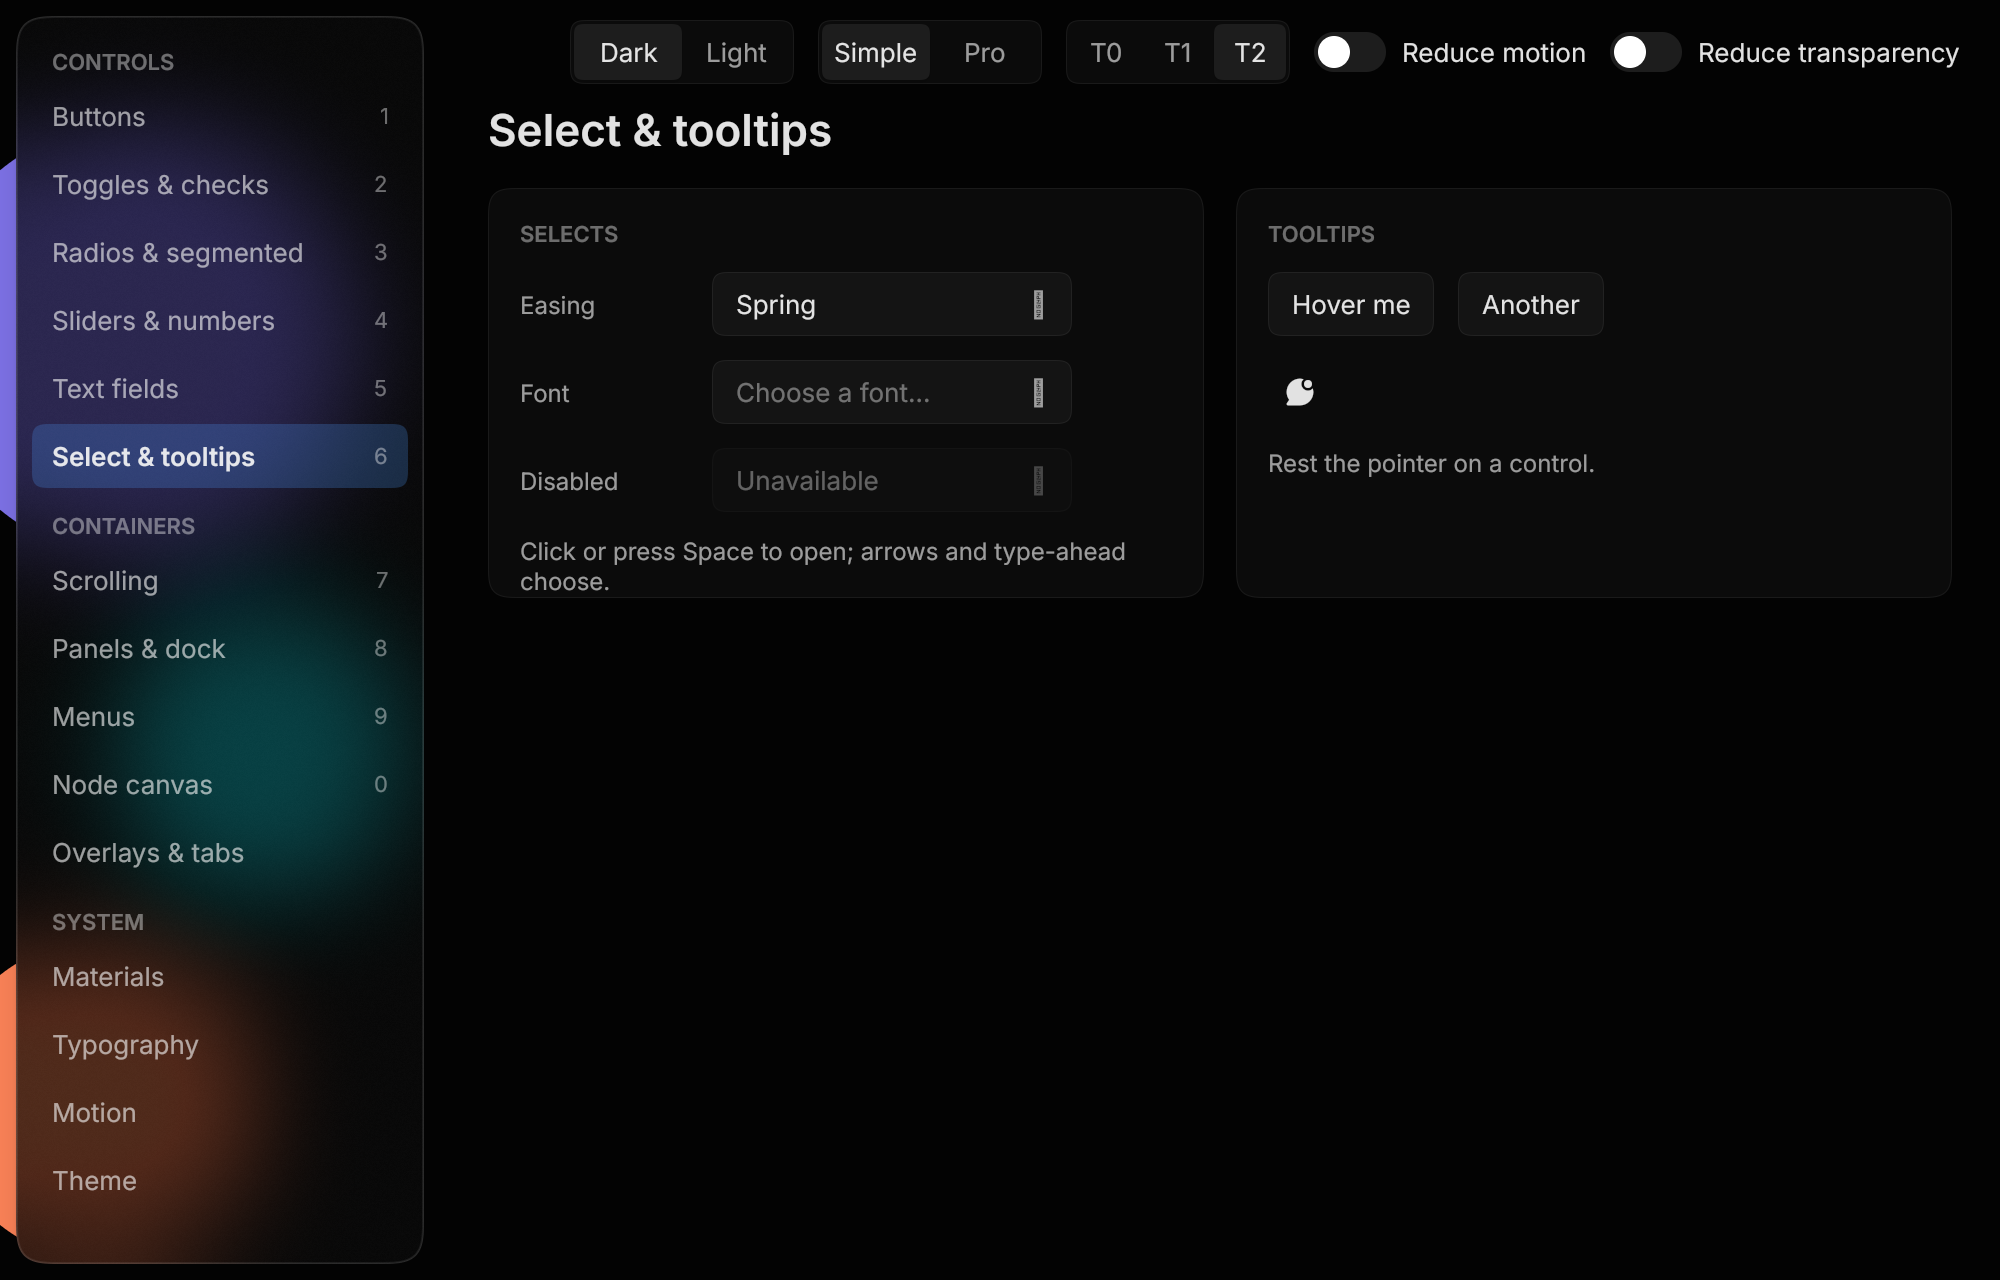 CONTROLS
Buttons 1
Toggles & checks 2
Radios & segmented 3
Sliders & numbers 4
Text fields 5
Select & tooltips 6
CONTAINERS
Scrolling 7
Panels & dock 8
Menus 9
Node canvas 0
Overlays & tabs
SYSTEM
Materials
Typography
Motion
Theme
Dark Light Simple Pro T0 T1 T2 Reduce motion Reduce transparency
Select & tooltips
SELECTS
Easing Spring
Font Choose a font...
Disabled Unavailable
Click or press Space to open; arrows and type-ahead
choose.
TOOLTIPS
Hover me Another
Rest the pointer on a control.